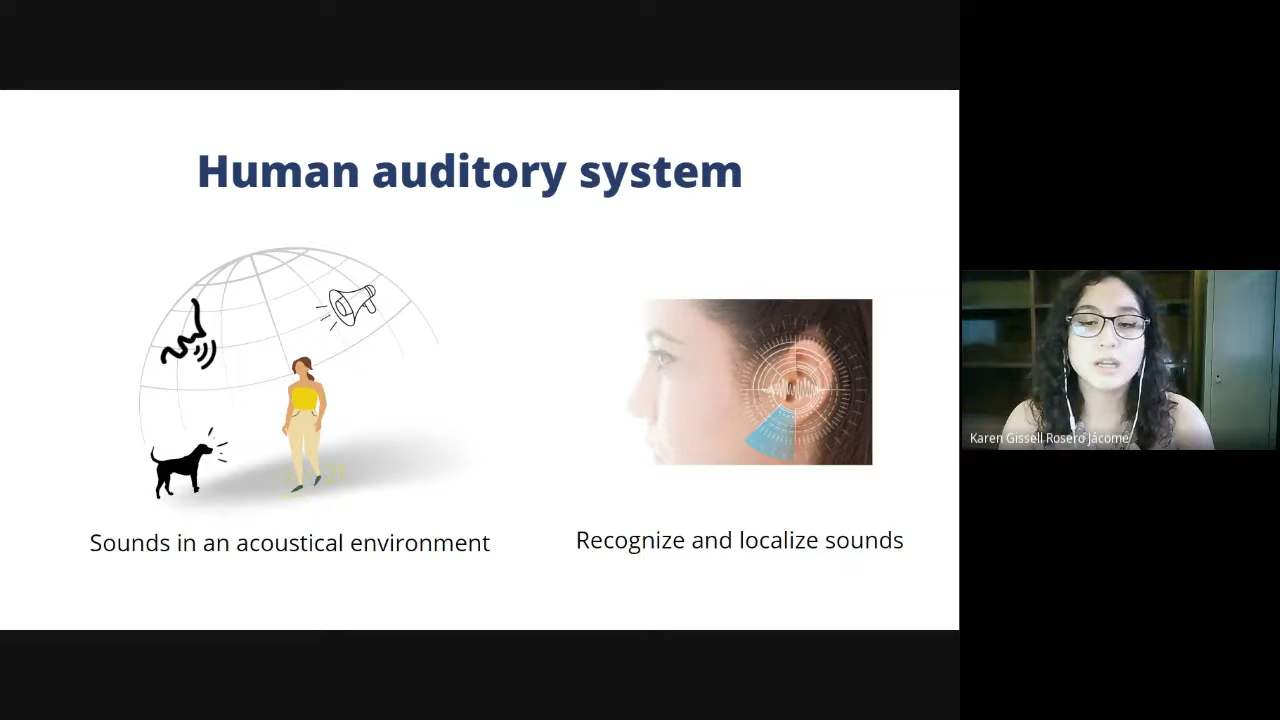 Human auditory system
Sounds in an acoustical environment
Recognize and localize sounds
Karen Gissell Rosero Jácome